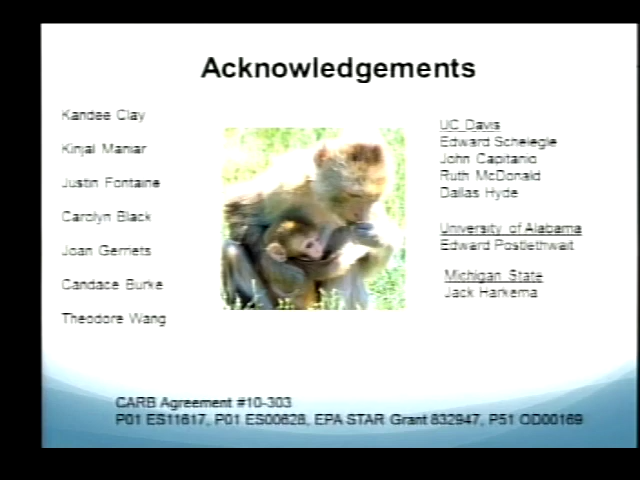 Acknowledgements
Kandee Clay
Kinjal Maniar
Justin Fontaine
Carolyn Black
Joan Gerriets
Candace Burke
Theodore Wang
UC Davis
Edward Schelegle
John Capitanio
Ruth McDonald
Dallas Hyde
University of Alabama
Edward Postlethwait
Michigan State
Jack Harkema
CARB Agreement #10-303
P01 ES11617, P01 ES00628, EPA STAR Grant 832947, P51 OD00169